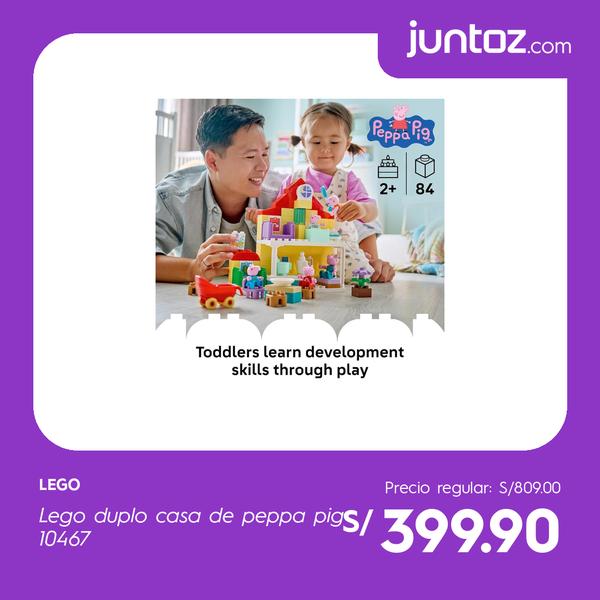 juntoz.com
Peppa Pig
2+
84
Toddlers learn development
skills through play
LEGO
Precio regular: S/809.00
Lego duplo casa de peppa pig
10467
S/ 399.90